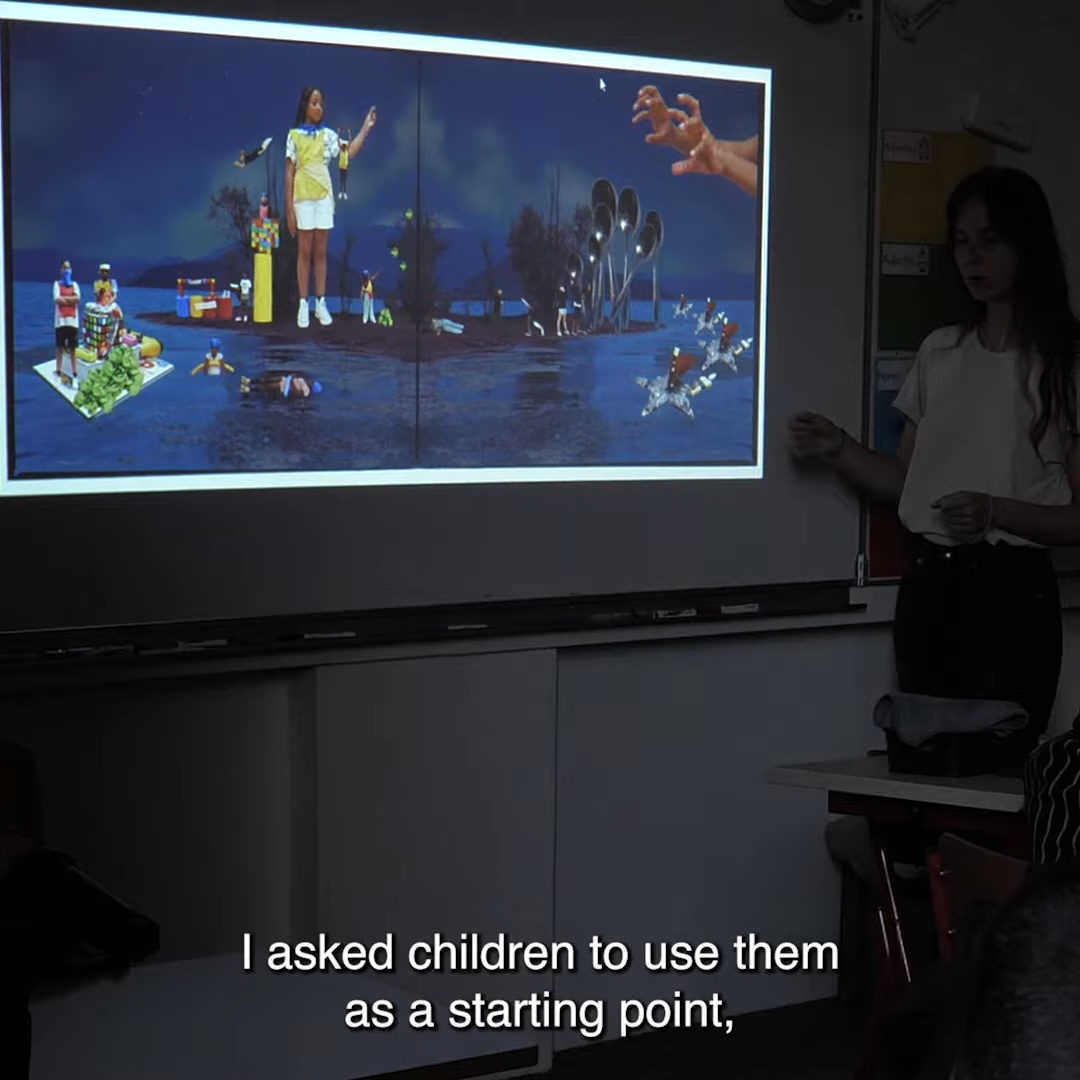 I asked children to use them
as a starting point,